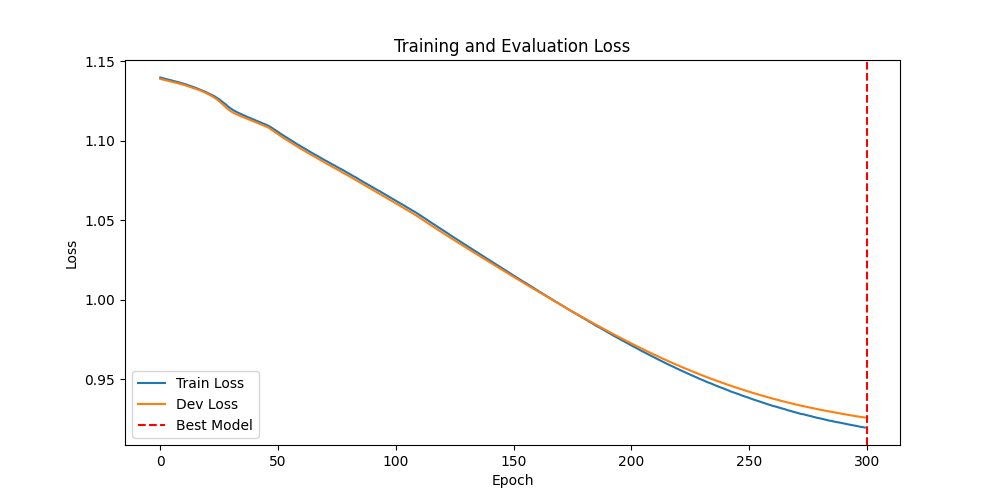 Training and Evaluation Loss
1.15
1.10
1.05
1.00
0.95
Loss
Train Loss
Dev Loss
Best Model
0 50 100 150 200 250 300
Epoch